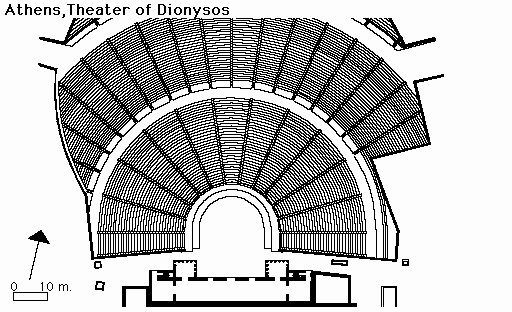 Athens,Theater of Dionysos
0 10 m.